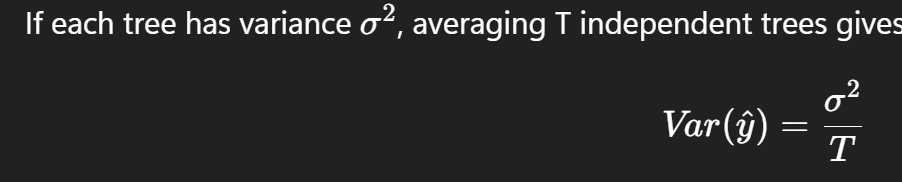 If each tree has variance σ², averaging T independent trees gives
Var(ŷ) = σ²/T